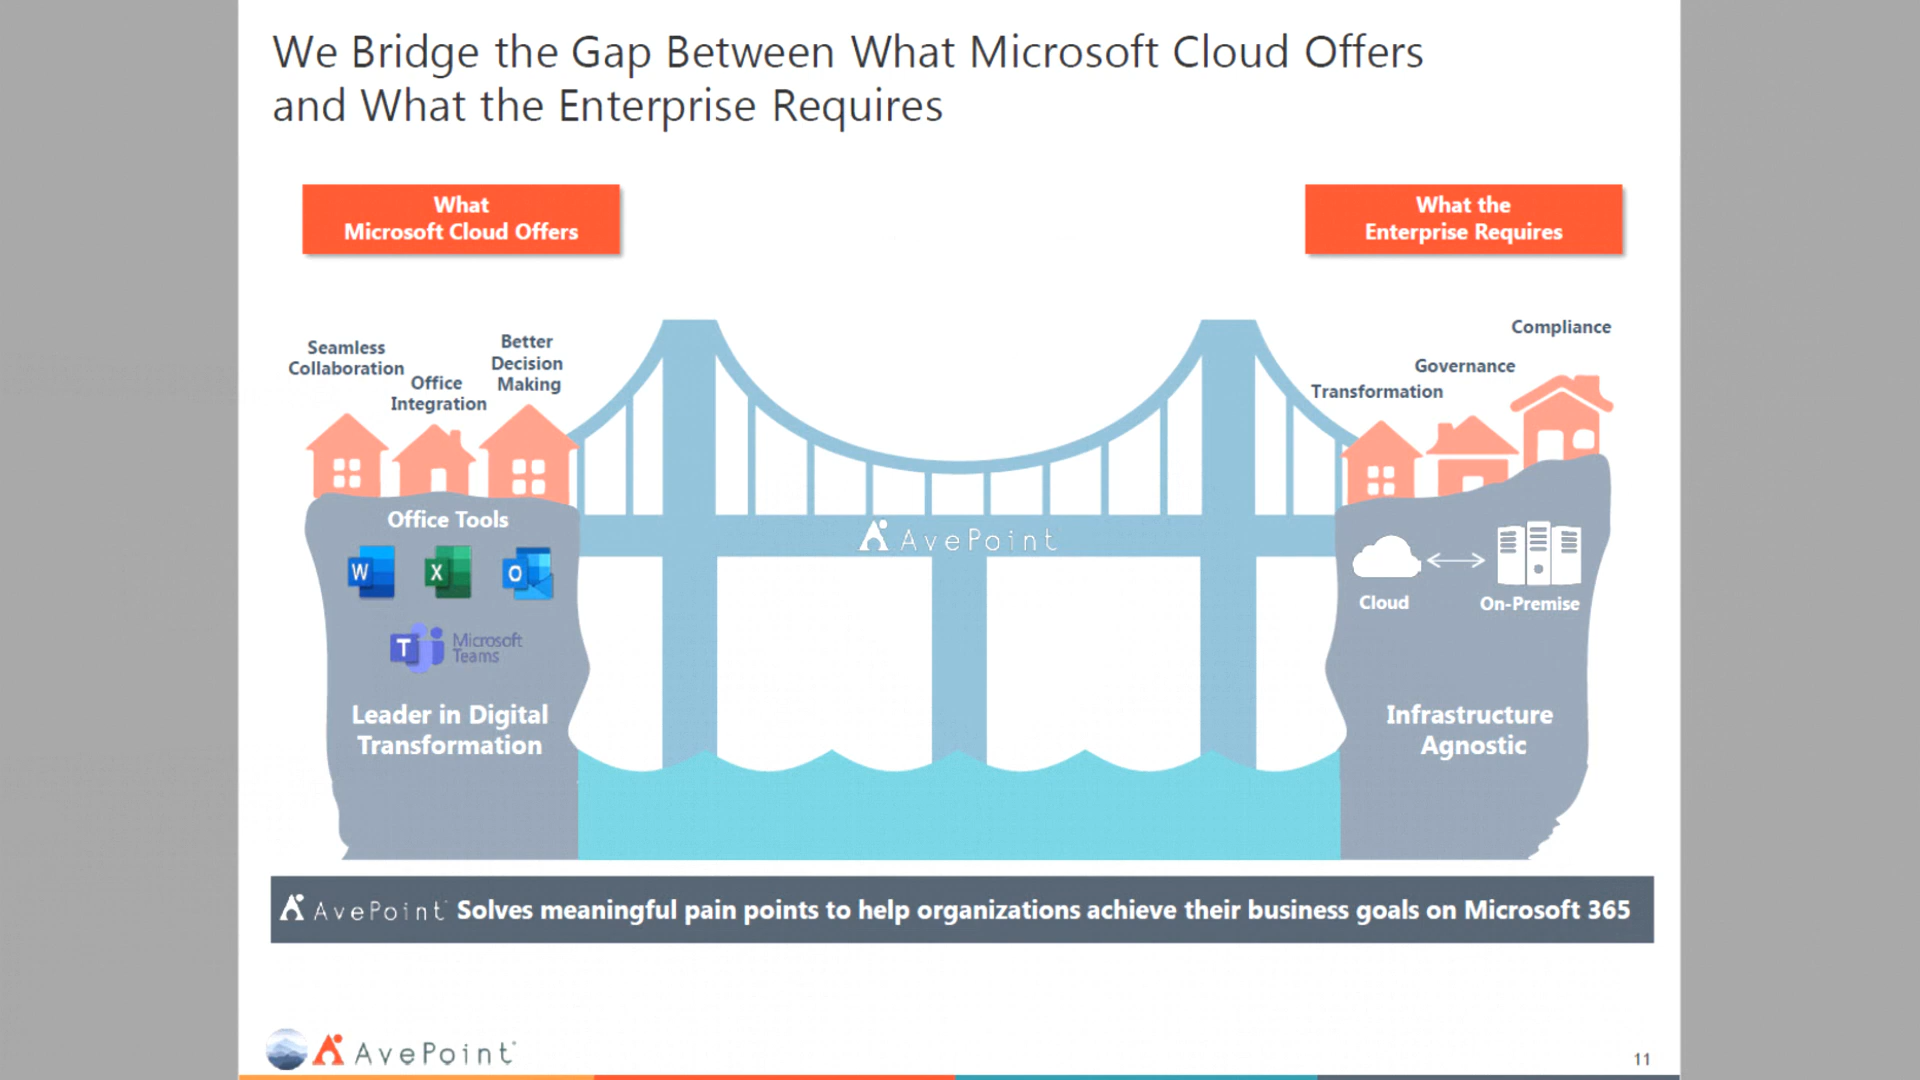 We Bridge the Gap Between What Microsoft Cloud Offers
and What the Enterprise Requires
What
Microsoft Cloud Offers
What the
Enterprise Requires
Seamless
Collaboration
Office
Integration
Better
Decision
Making
Transformation
Governance
Compliance
Office Tools
W
X
O
T
Microsoft
Teams
Leader in Digital
Transformation
AvePoint
Cloud
On-Premise
Infrastructure
Agnostic
AvePoint Solves meaningful pain points to help organizations achieve their business goals on Microsoft 365
AvePoint
11